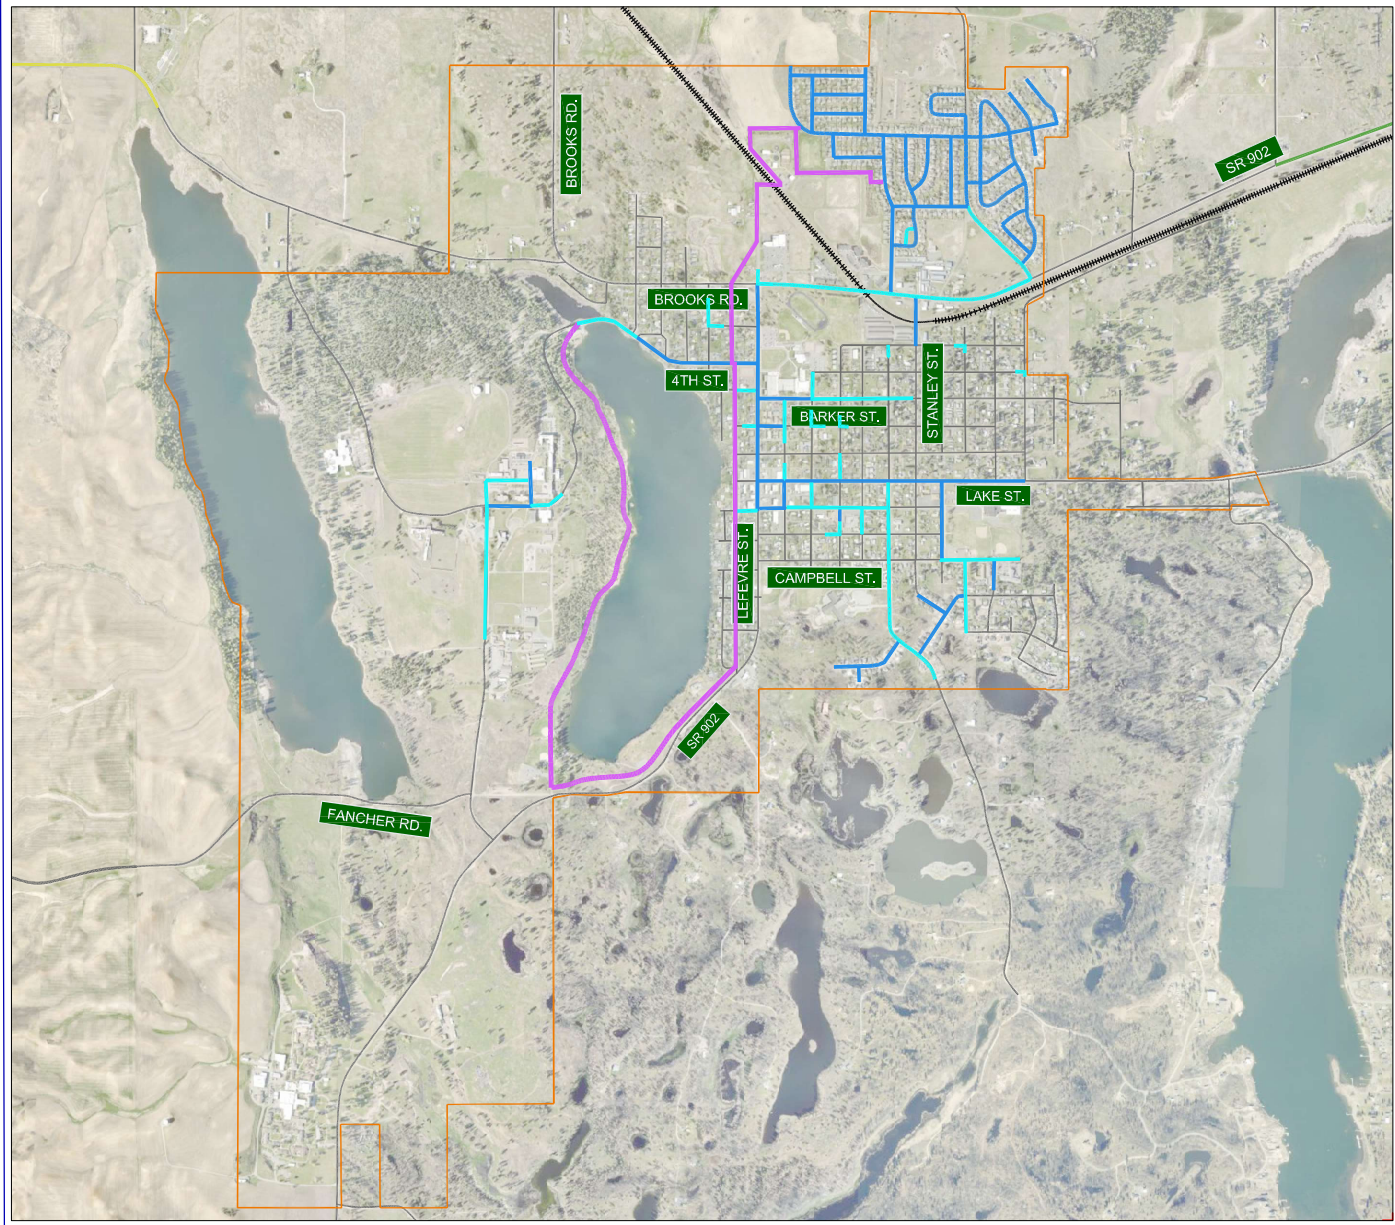 BROOKS RD.
SR 902
BROOKS RD.
4TH ST.
STANLEY ST.
BARKER ST.
LAKE ST.
LEFEVRE ST.
CAMPBELL ST.
SR 902
FANCHER RD.